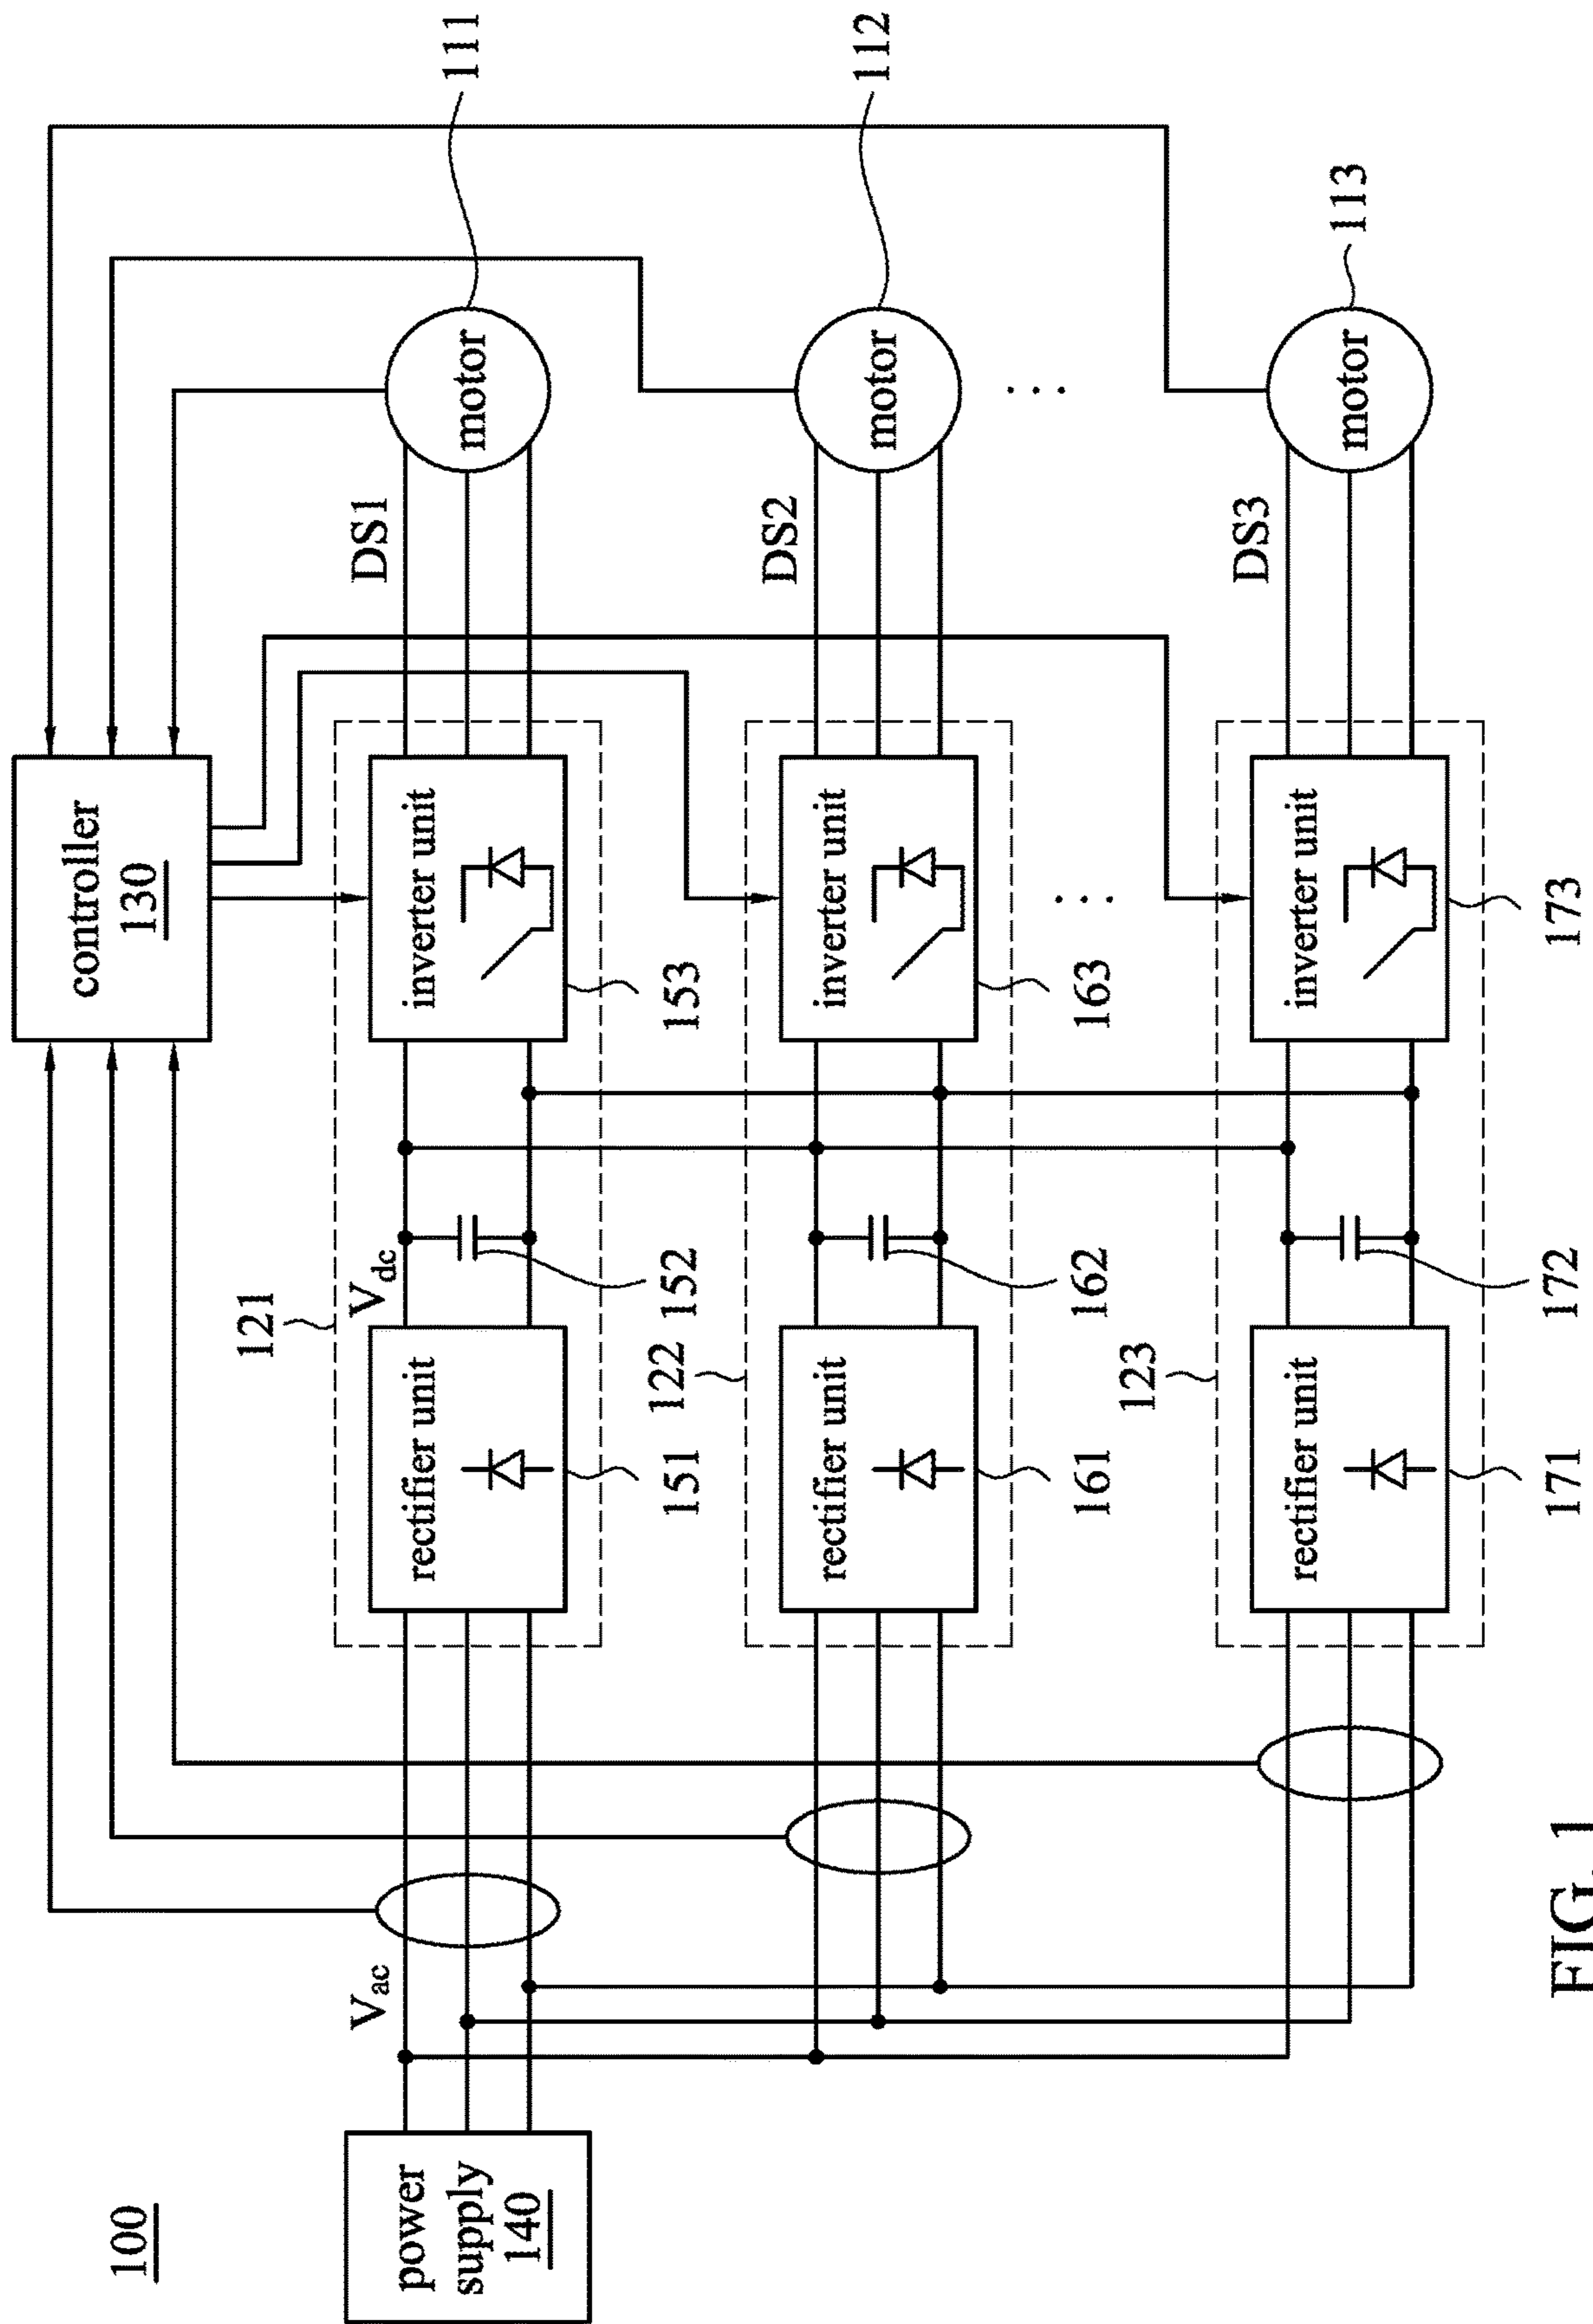 100
controller
130
111
112
113
power
supply
140
V_ac
121
V_dc
DS1
rectifier unit
inverter unit
motor
151
152
153
122
DS2
rectifier unit
inverter unit
motor
...
161
162
163
...
123
DS3
rectifier unit
inverter unit
motor
171
172
173
FIG. 1